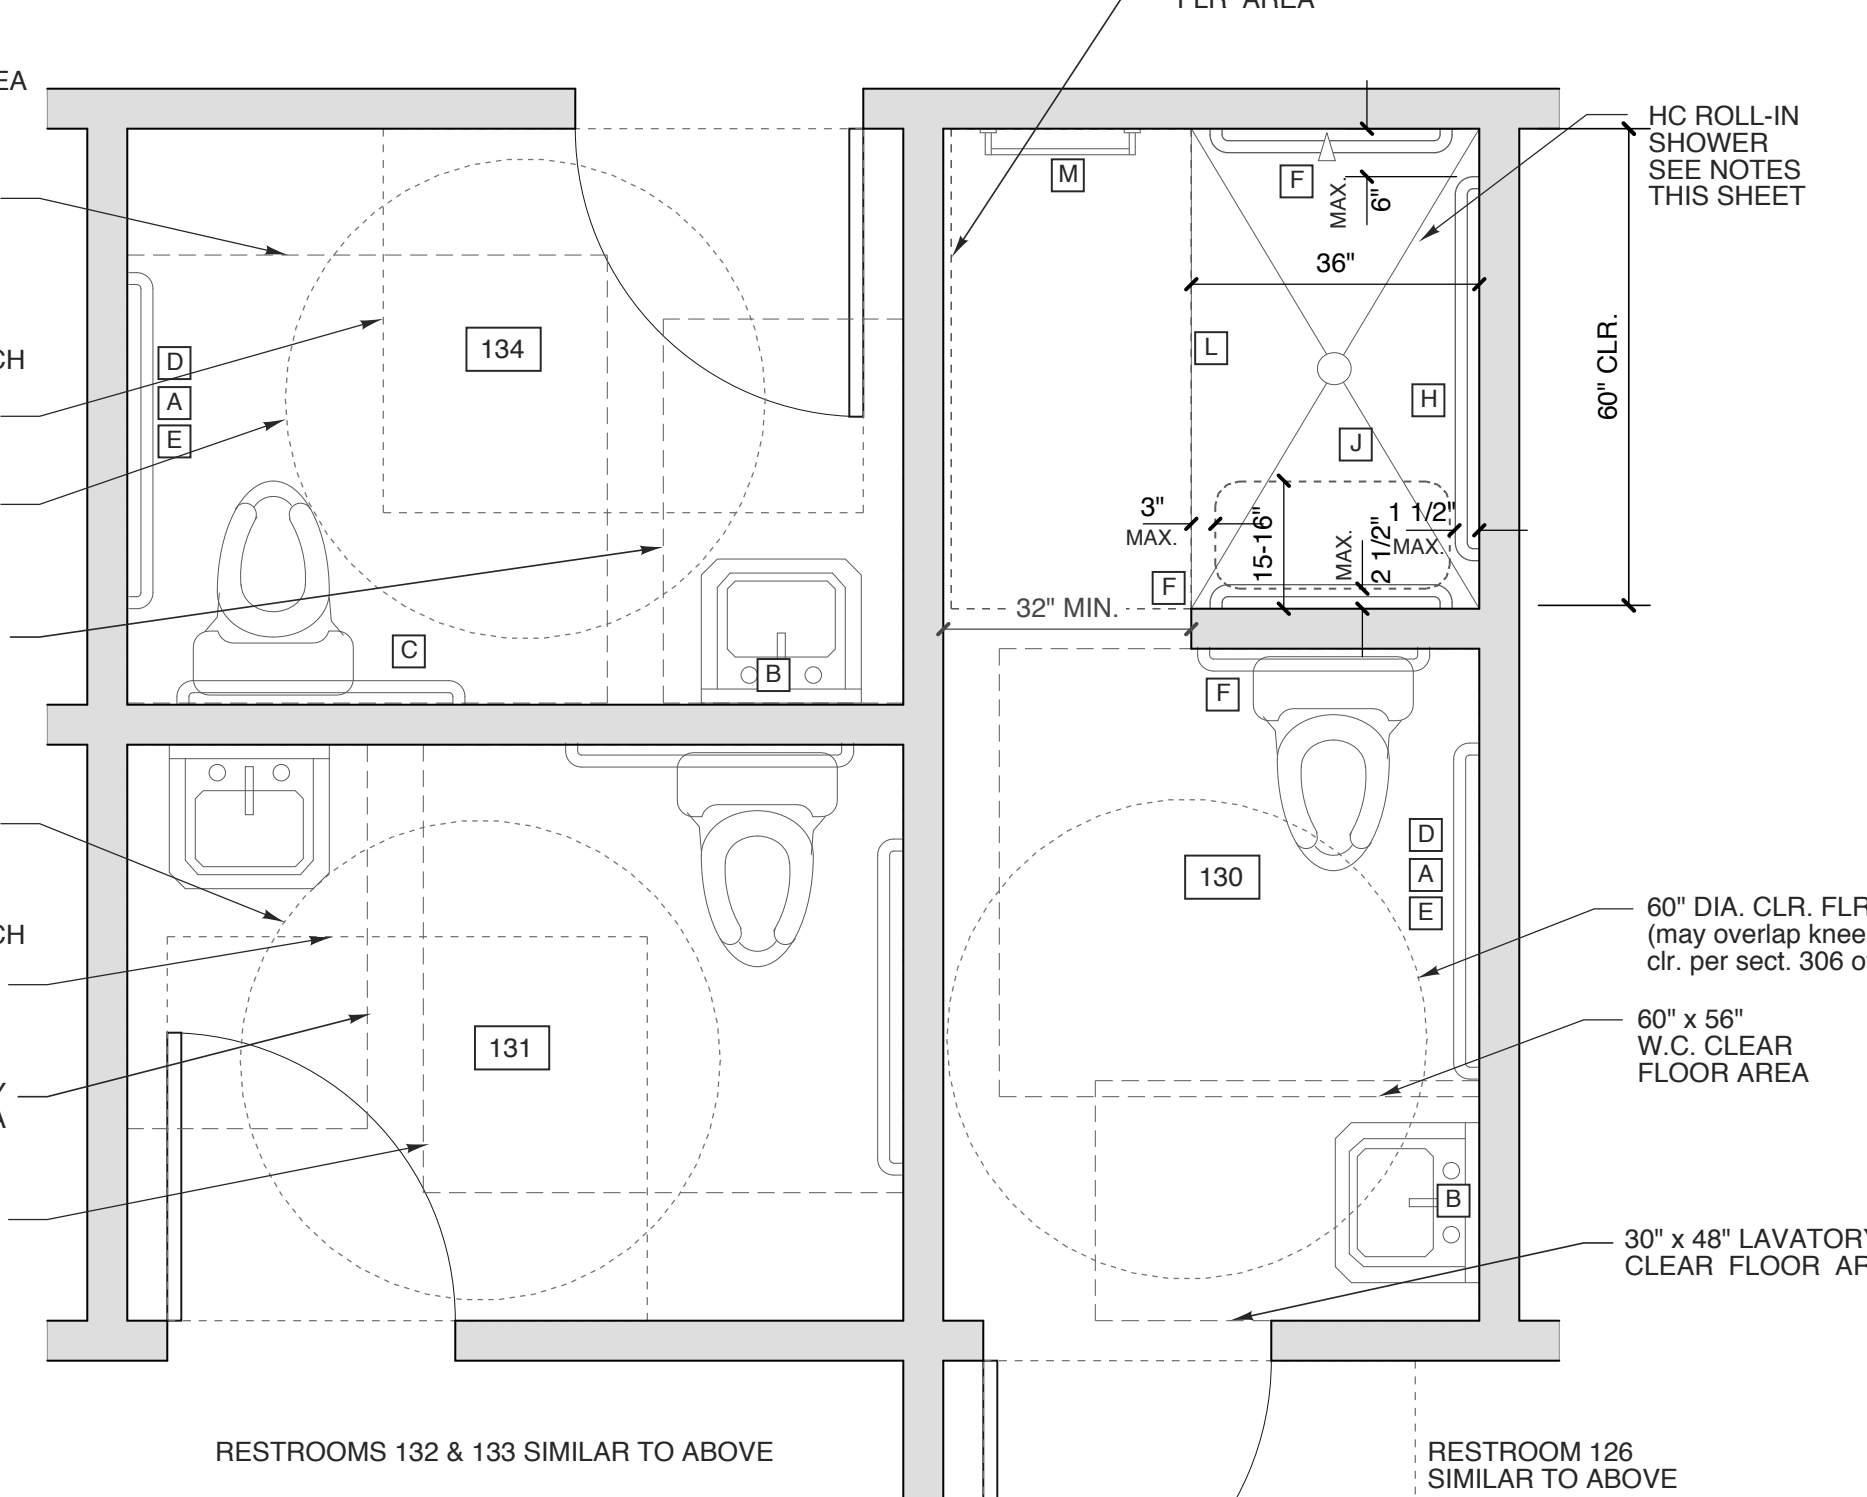 FLR AREA
EA
HC ROLL-IN
SHOWER
SEE NOTES
THIS SHEET
M
F
MAX.
6"
36"
134
L
60" CLR.
CH
D
A
E
H
J
3"
MAX.
15-16"
MAX.
2 1/2"
1 1/2"
MAX.
F
32" MIN.
C
B
F
D
A
E
130
60" DIA. CLR. FLR
(may overlap knee
clr. per sect. 306 o
CH
60" x 56"
W.C. CLEAR
FLOOR AREA
131
Y
A
B
30" x 48" LAVATORY
CLEAR FLOOR AR
RESTROOMS 132 & 133 SIMILAR TO ABOVE
RESTROOM 126
SIMILAR TO ABOVE